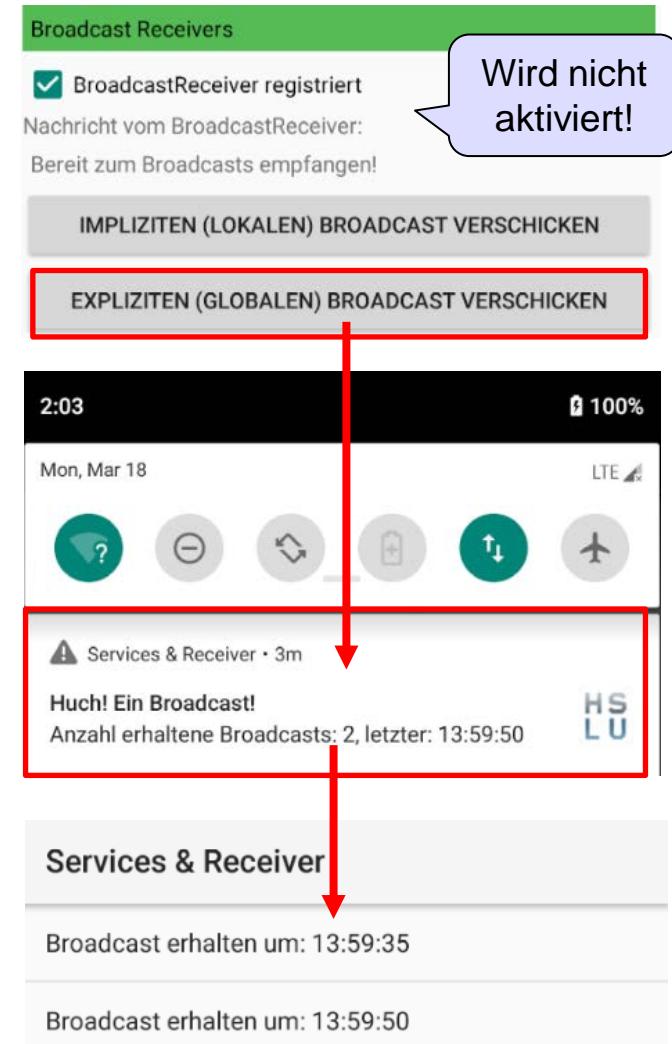 Broadcast Receivers
Wird nicht
aktiviert!
BroadcastReceiver registriert
Nachricht vom BroadcastReceiver:
Bereit zum Broadcasts empfangen!
IMPLIZITEN (LOKALEN) BROADCAST VERSCHICKEN
EXPLIZITEN (GLOBALEN) BROADCAST VERSCHICKEN
2:03 100%
Mon, Mar 18 LTE
?
Services & Receiver • 3m
Huch! Ein Broadcast!
Anzahl erhaltene Broadcasts: 2, letzter: 13:59:50
HS
LU
Services & Receiver
Broadcast erhalten um: 13:59:35
Broadcast erhalten um: 13:59:50